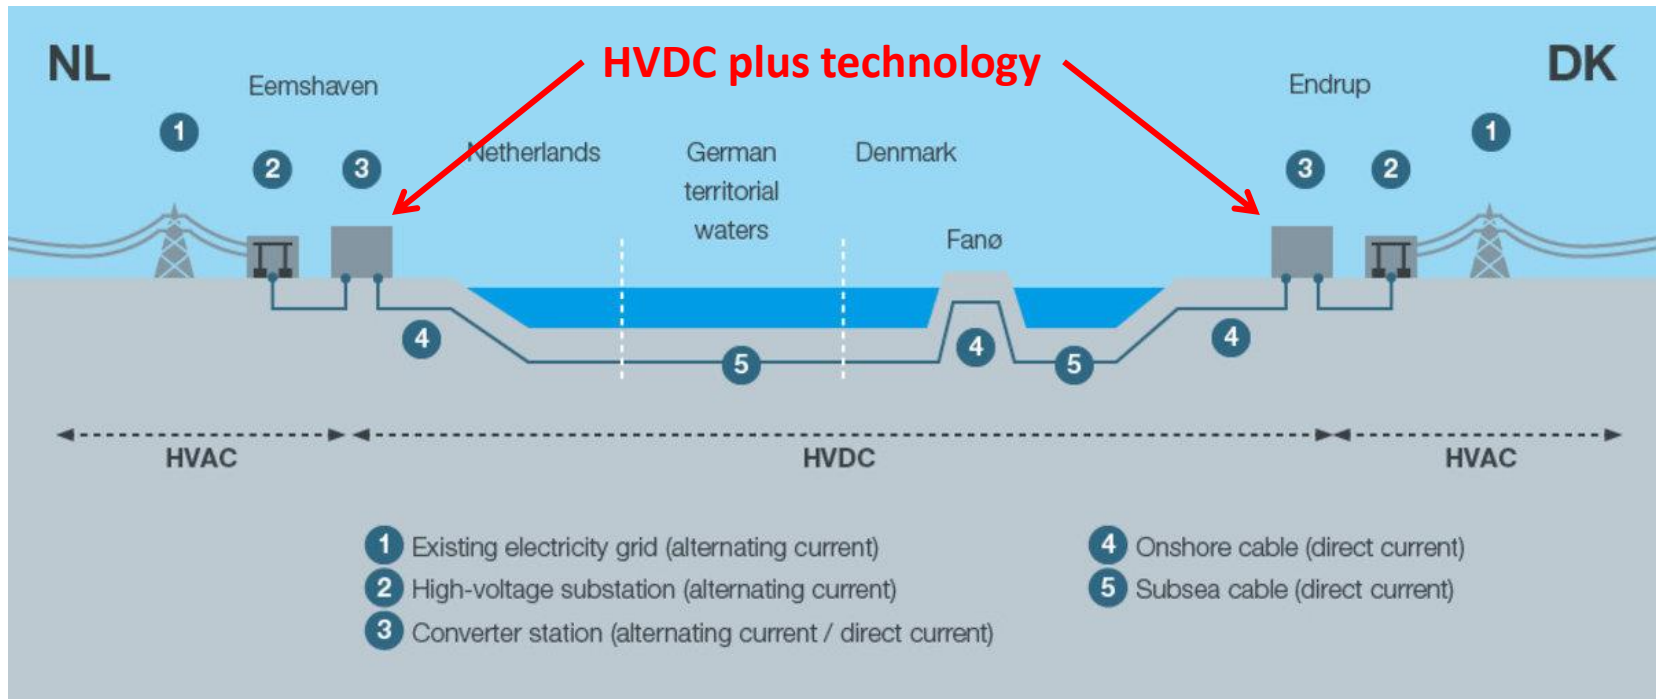 NL
HVDC plus technology
DK
Eemshaven
Endrup
1
1
Netherlands
German
territorial
waters
Denmark
2
3
3
2
Fanø
4
5
4
5
4
HVAC
HVDC
HVAC
1 Existing electricity grid (alternating current)
2 High-voltage substation (alternating current)
3 Converter station (alternating current / direct current)
4 Onshore cable (direct current)
5 Subsea cable (direct current)